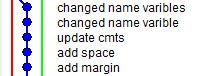 changed name varibles
changed name varible
update cmts
add space
add margin